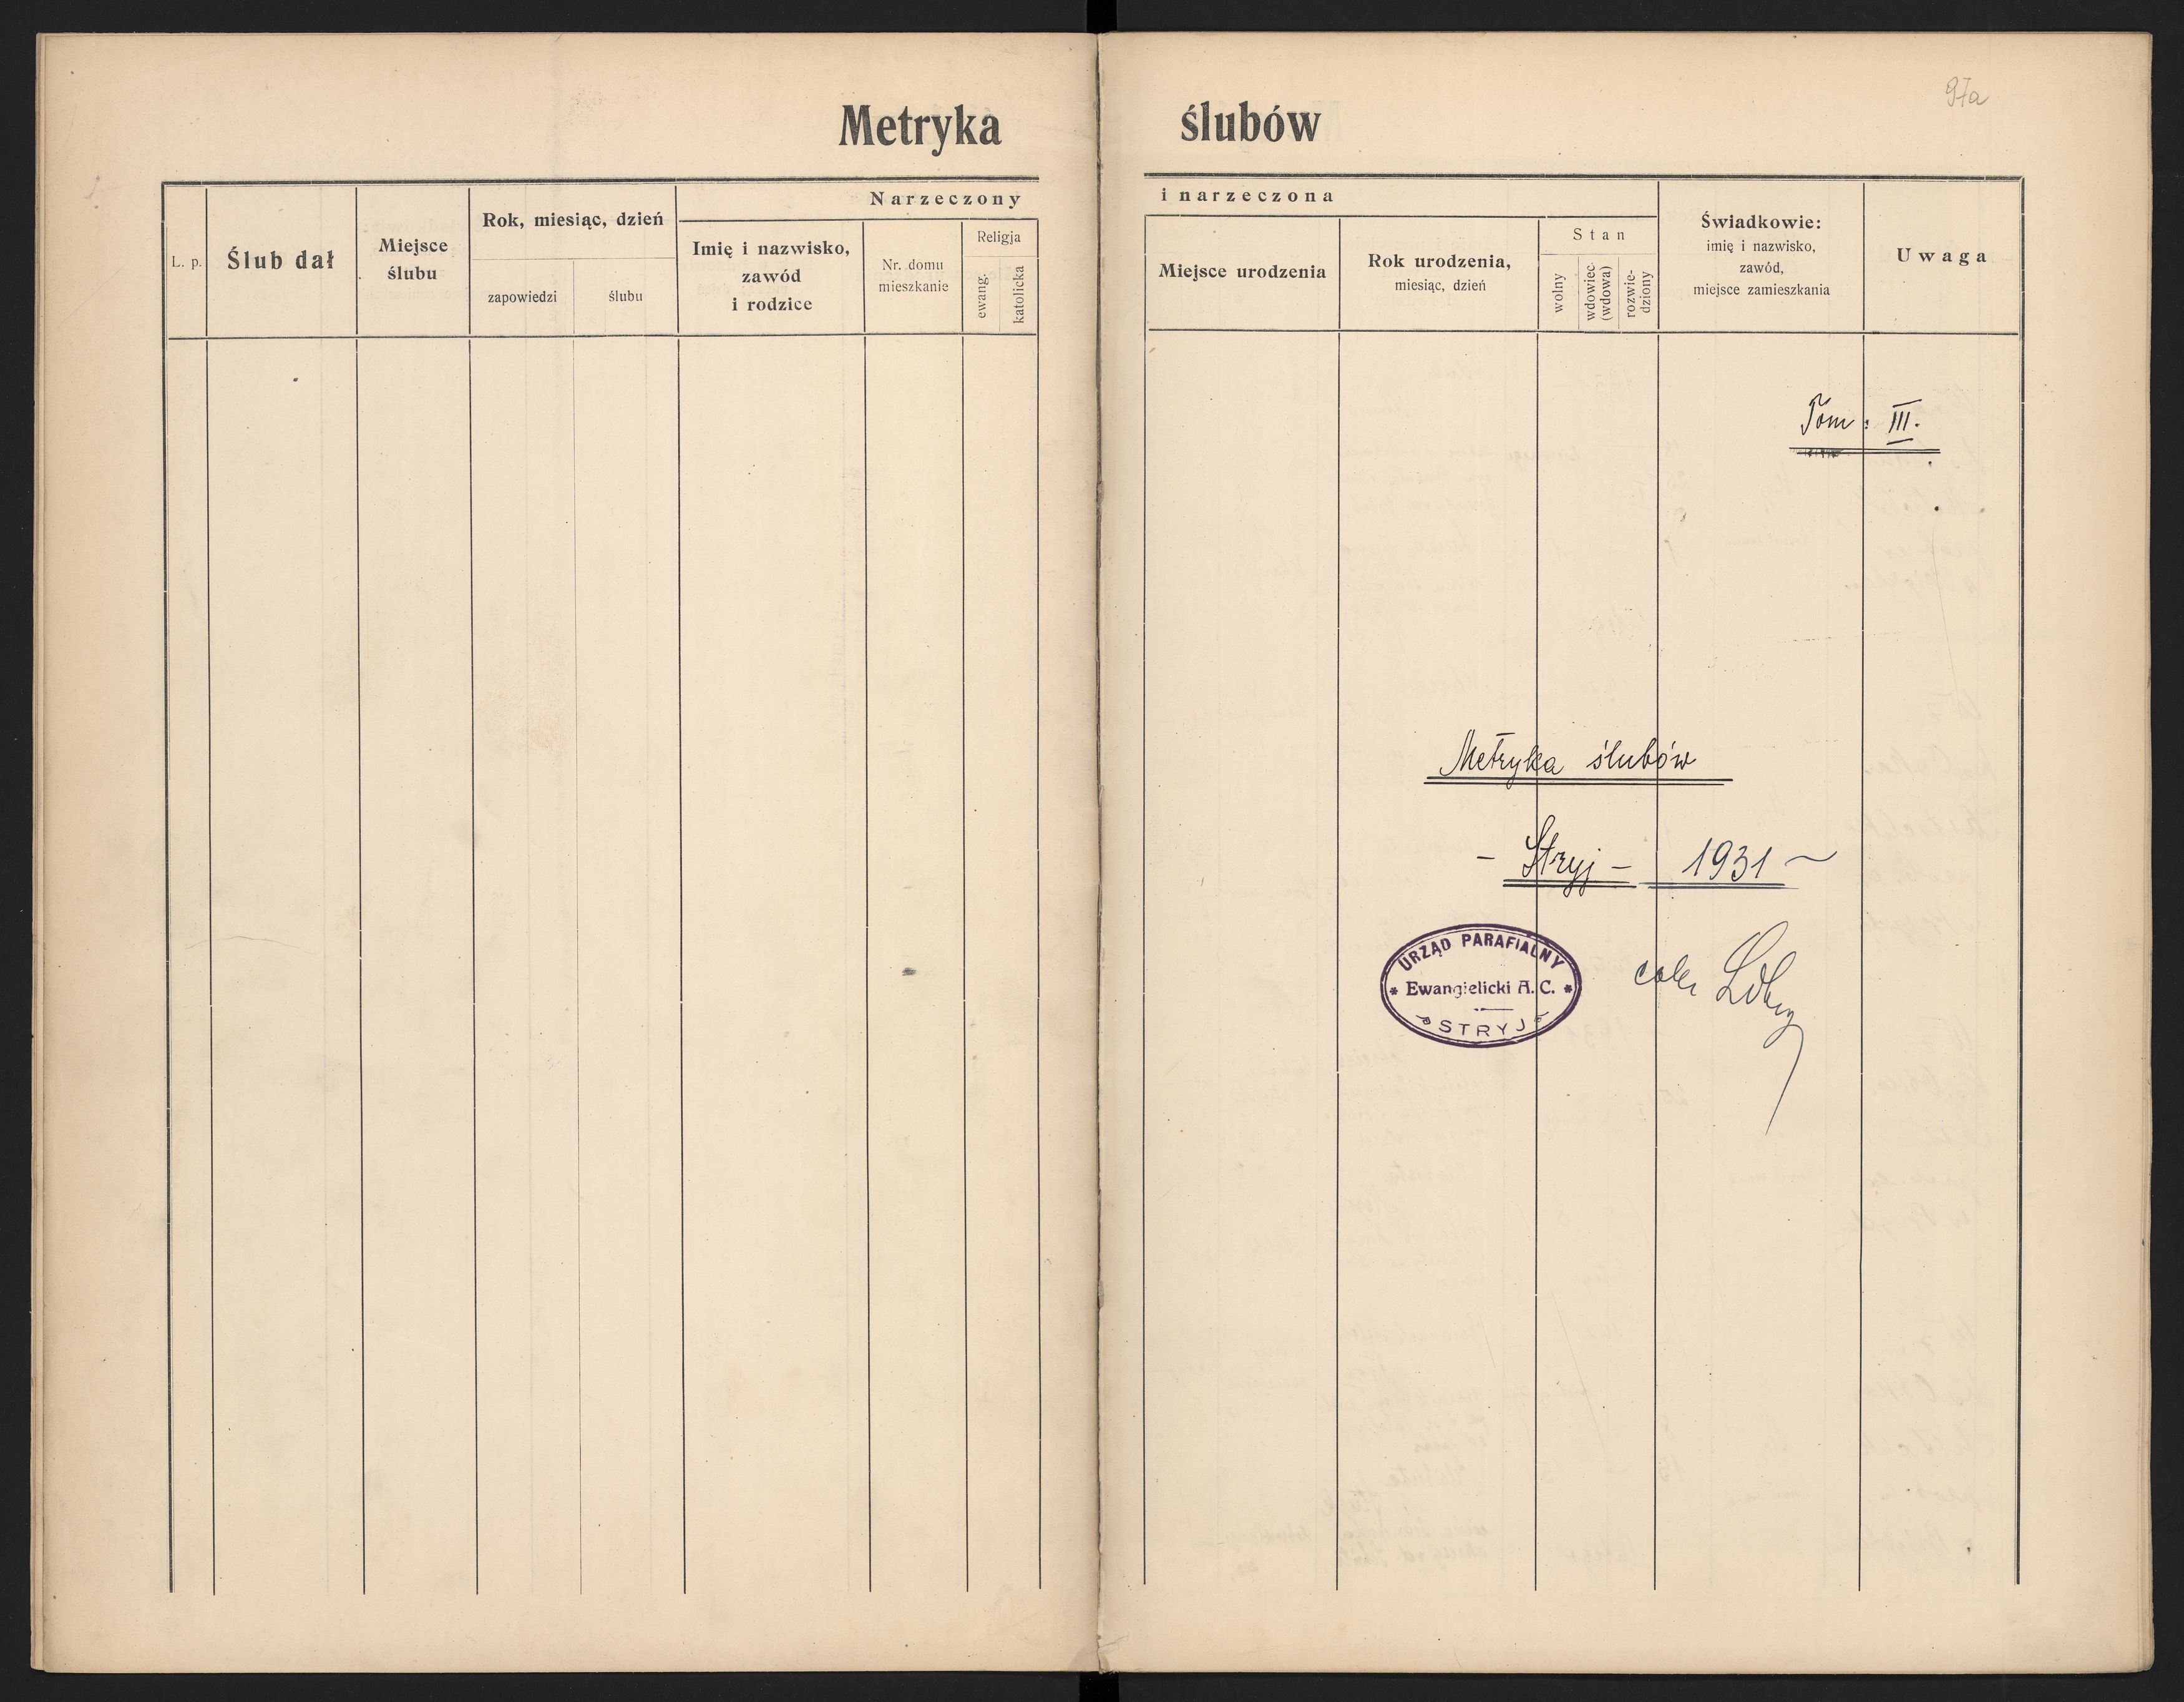 Metryka ślubów
97a
L. p.
Ślub dał
Miejsce
ślubu
Rok, miesiąc, dzień
zapowiedzi
ślubu
Narzeczony
Imię i nazwisko,
zawód
i rodzice
Nr. domu
mieszkanie
Religja
ewang.
katolicka
i narzeczona
Miejsce urodzenia
Rok urodzenia,
miesiąc, dzień
Stan
wolny
wdowiec
(wdowa)
rozwie-
dziony
Świadkowie:
imię i nazwisko,
zawód,
miejsce zamieszkania
Uwaga
Tom: III.
Metryka ślubów
- Stryj - 1931 ~
URZĄD PARAFIALNY
* Ewangielicki A. C. *
STRYJ